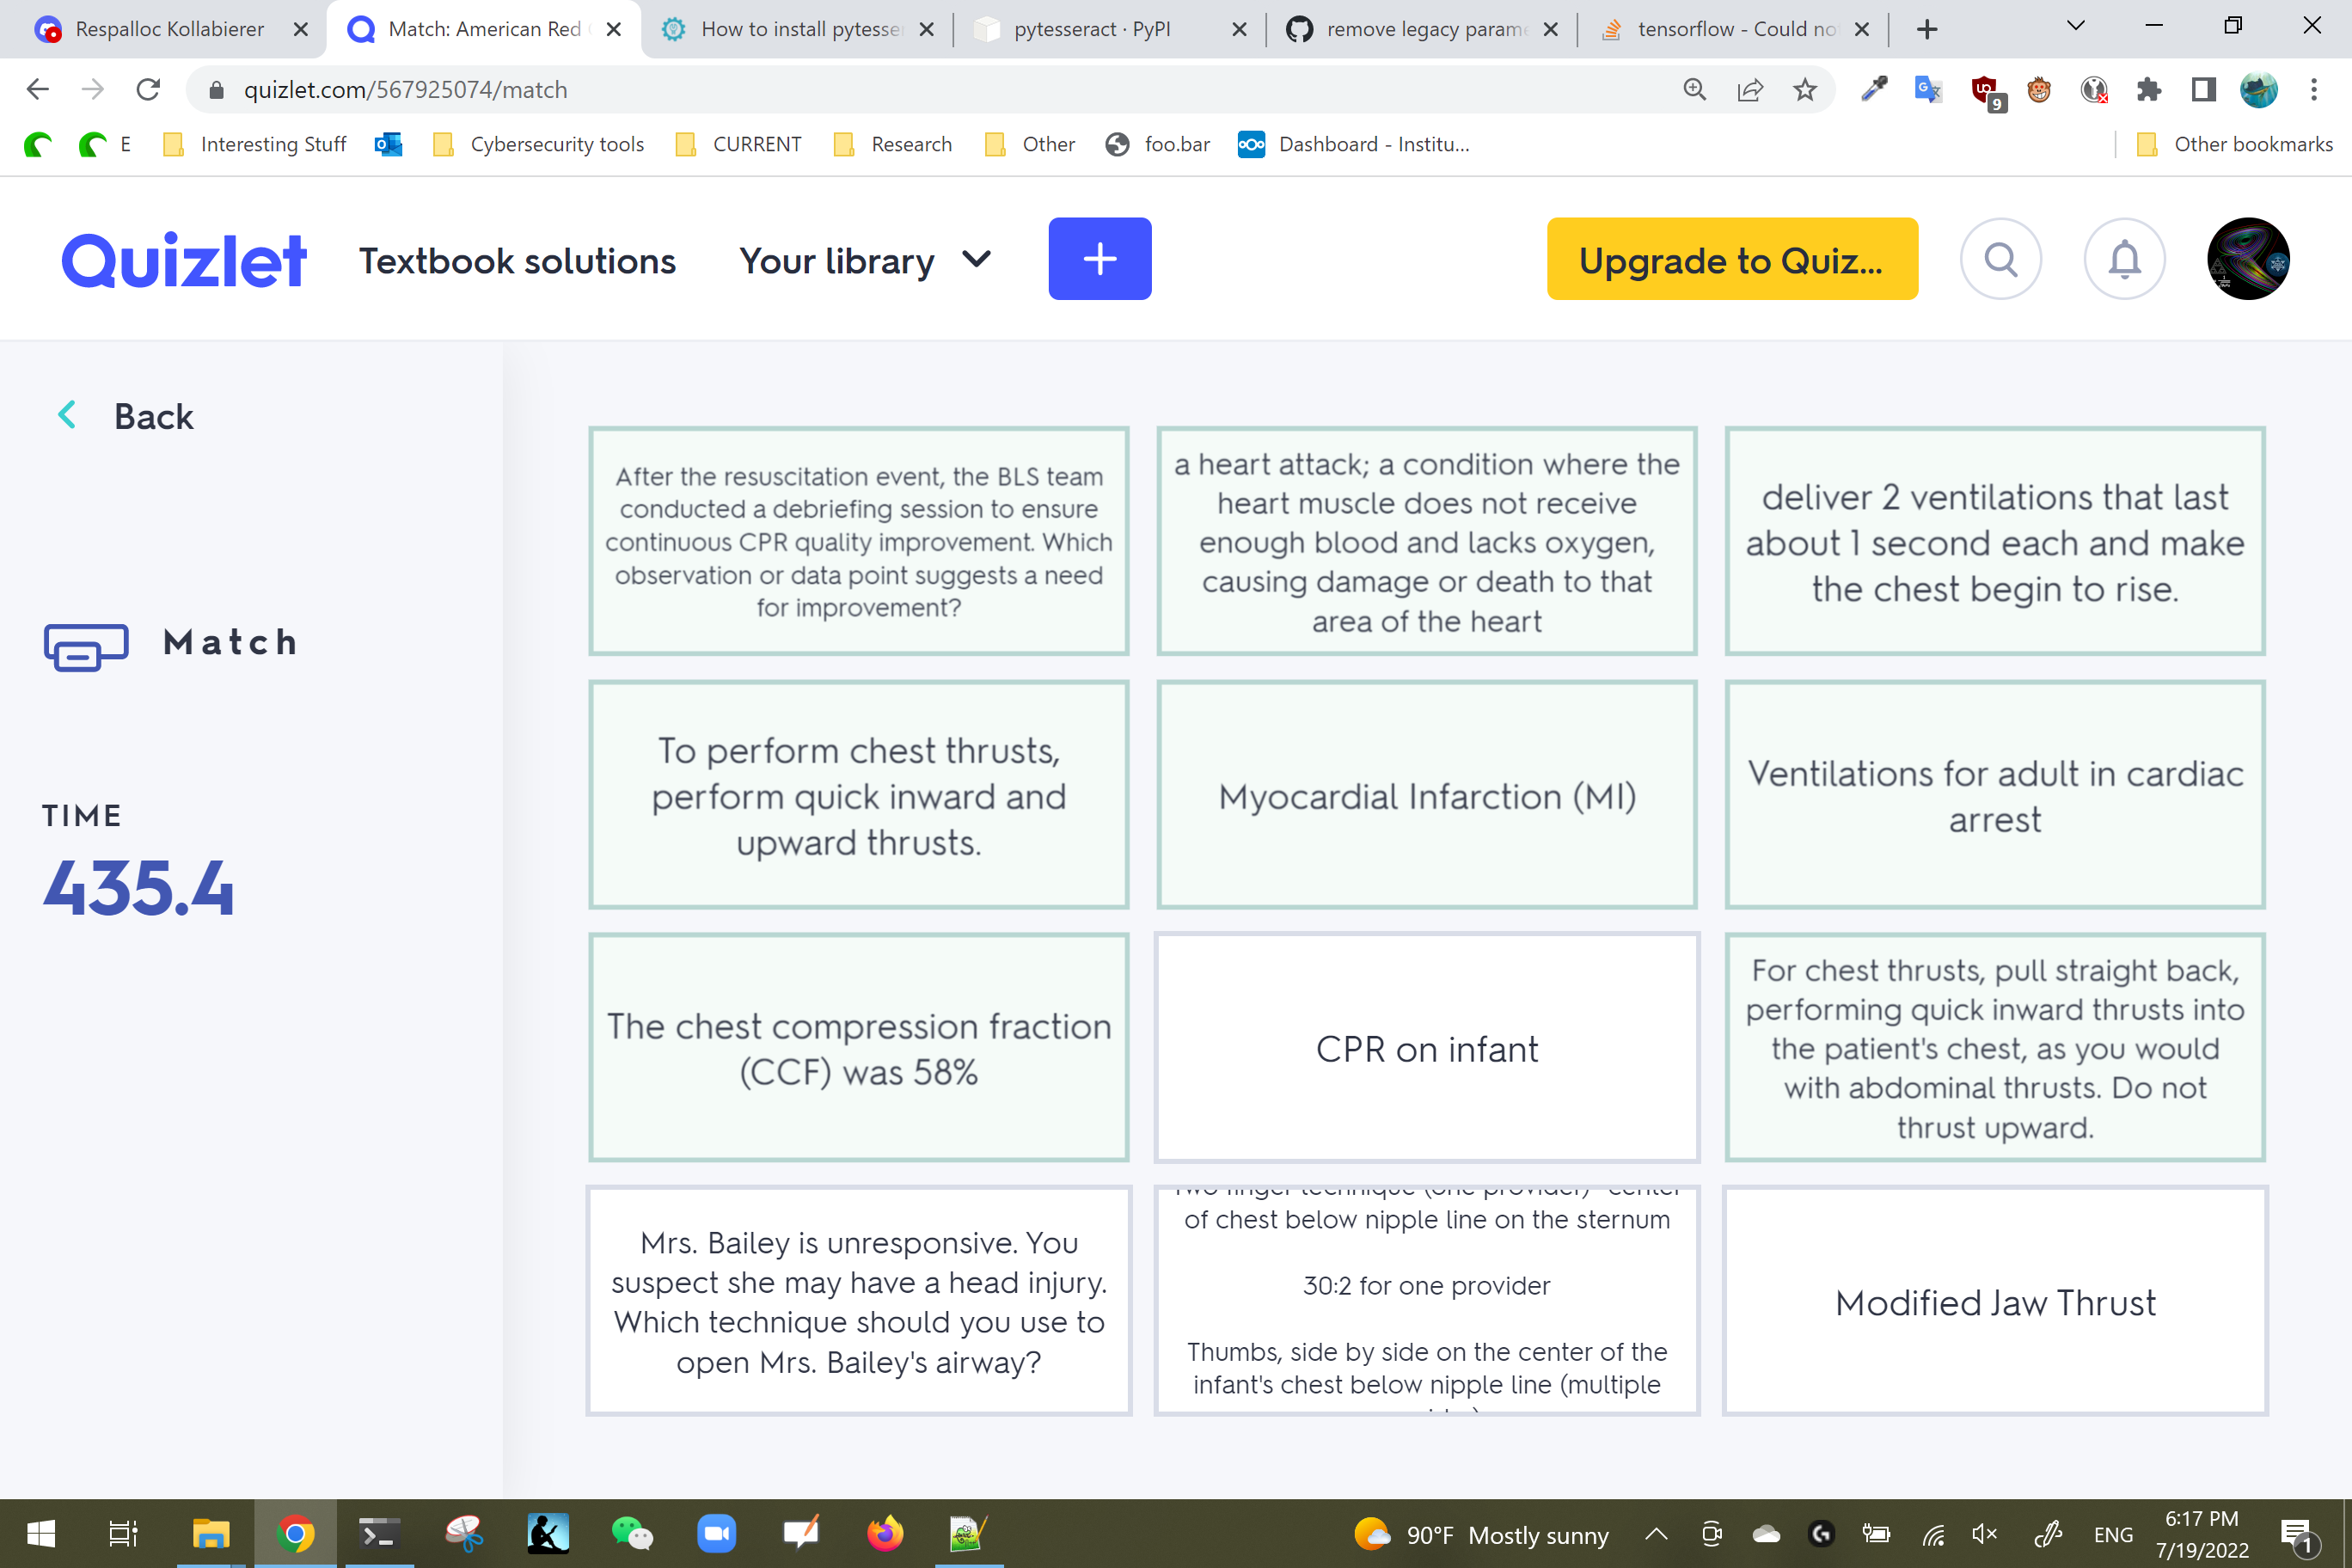 Respalloc Kollabierer
Match: American Red
How to install pytesse
pytesseract · PyPI
remove legacy parame
tensorflow - Could no
quizlet.com/567925074/match
9
E
Interesting Stuff
Cybersecurity tools
CURRENT
Research
Other
foo.bar
Dashboard - Institu...
Other bookmarks
Quizlet
Textbook solutions
Your library
Upgrade to Quiz...
Back
Match
TIME
435.4
After the resuscitation event, the BLS team
conducted a debriefing session to ensure
continuous CPR quality improvement. Which
observation or data point suggests a need
for improvement?
a heart attack; a condition where the
heart muscle does not receive
enough blood and lacks oxygen,
causing damage or death to that
area of the heart
deliver 2 ventilations that last
about 1 second each and make
the chest begin to rise.
To perform chest thrusts,
perform quick inward and
upward thrusts.
Myocardial Infarction (MI)
Ventilations for adult in cardiac
arrest
The chest compression fraction
(CCF) was 58%
CPR on infant
For chest thrusts, pull straight back,
performing quick inward thrusts into
the patient's chest, as you would
with abdominal thrusts. Do not
thrust upward.
Mrs. Bailey is unresponsive. You
suspect she may have a head injury.
Which technique should you use to
open Mrs. Bailey's airway?
Two finger technique (one provider)- center
of chest below nipple line on the sternum
30:2 for one provider
Thumbs, side by side on the center of the
infant's chest below nipple line (multiple
Modified Jaw Thrust
90°F Mostly sunny
ENG
6:17 PM
7/19/2022
1